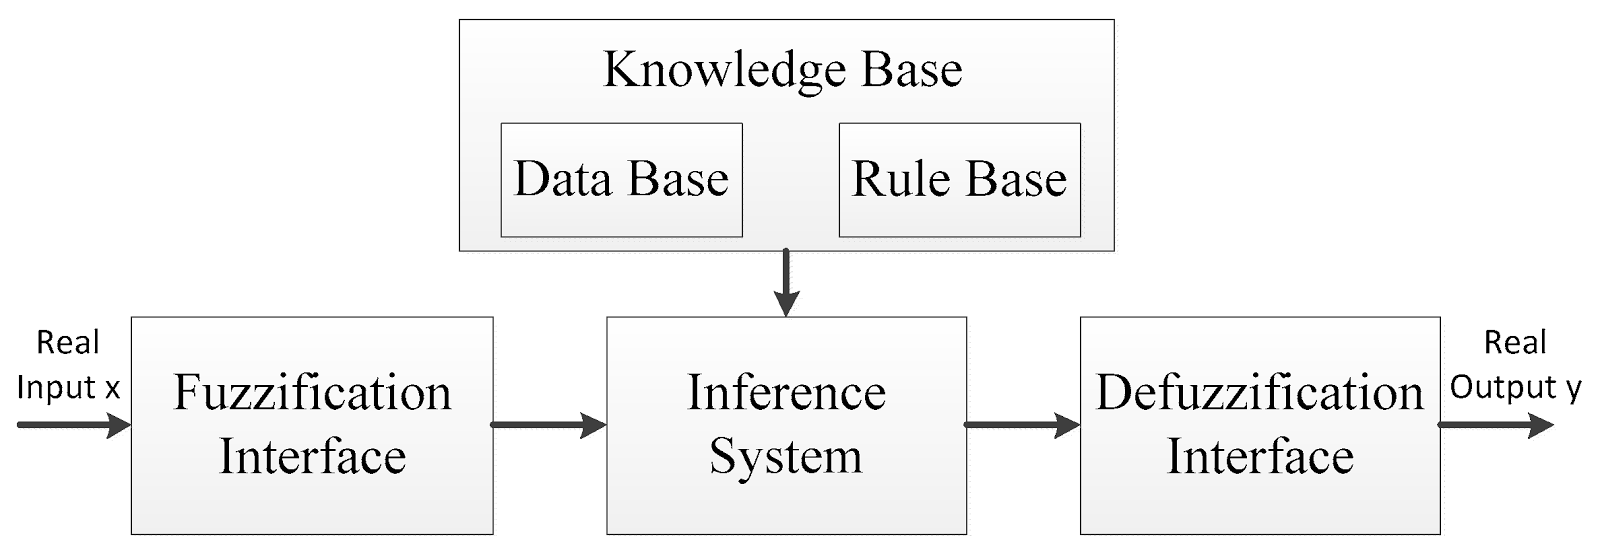 Knowledge Base
Data Base
Rule Base
Real
Input x
Fuzzification
Interface
Inference
System
Defuzzification
Interface
Real
Output y